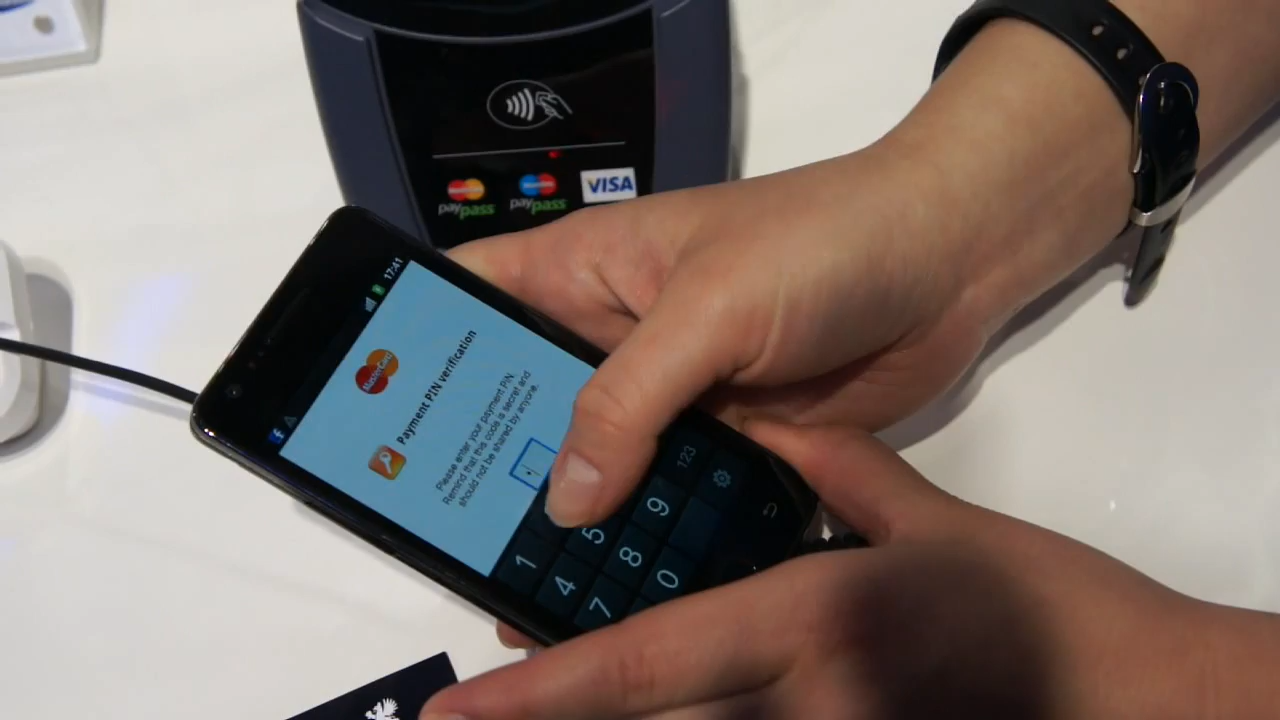 paypass
paypass
VISA
17:41
MasterCard
Payment PIN verification
Please enter your payment PIN.
Remind that this code is secret and
should not be shared by anyone.
123
1
5
9
4
8
7
0